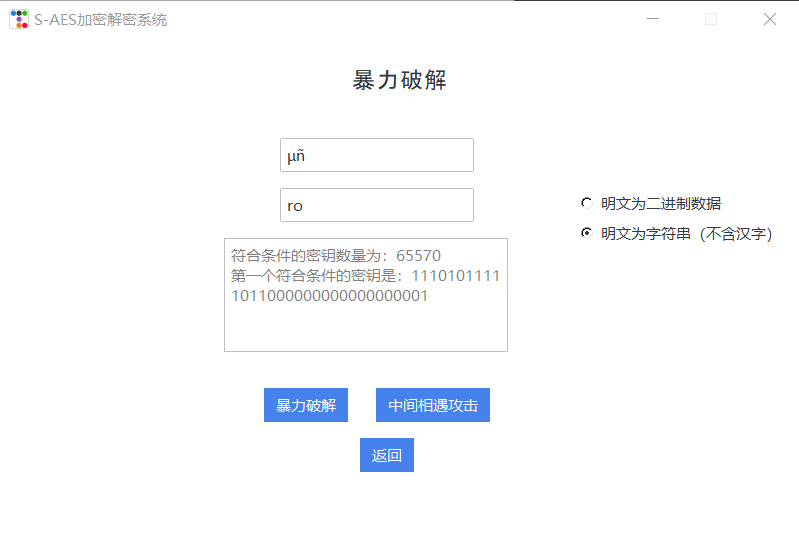 S-AES加密解密系统
暴力破解
µñ
ro
明文为二进制数据
明文为字符串（不含汉字）
符合条件的密钥数量为：65570
第一个符合条件的密钥是：1110101111
1011000000000000000001
暴力破解
中间相遇攻击
返回